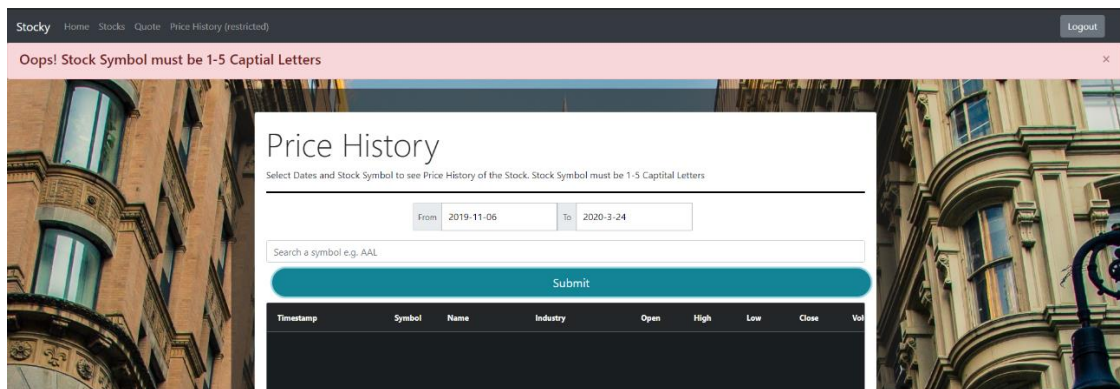 Stocky Home Stocks Quote Price History (restricted) Logout
Oops! Stock Symbol must be 1-5 Captial Letters ×
Price History
Select Dates and Stock Symbol to see Price History of the Stock. Stock Symbol must be 1-5 Captital Letters
From 2019-11-06 To 2020-3-24
Search a symbol e.g. AAL
Submit
Timestamp Symbol Name Industry Open High Low Close Vol